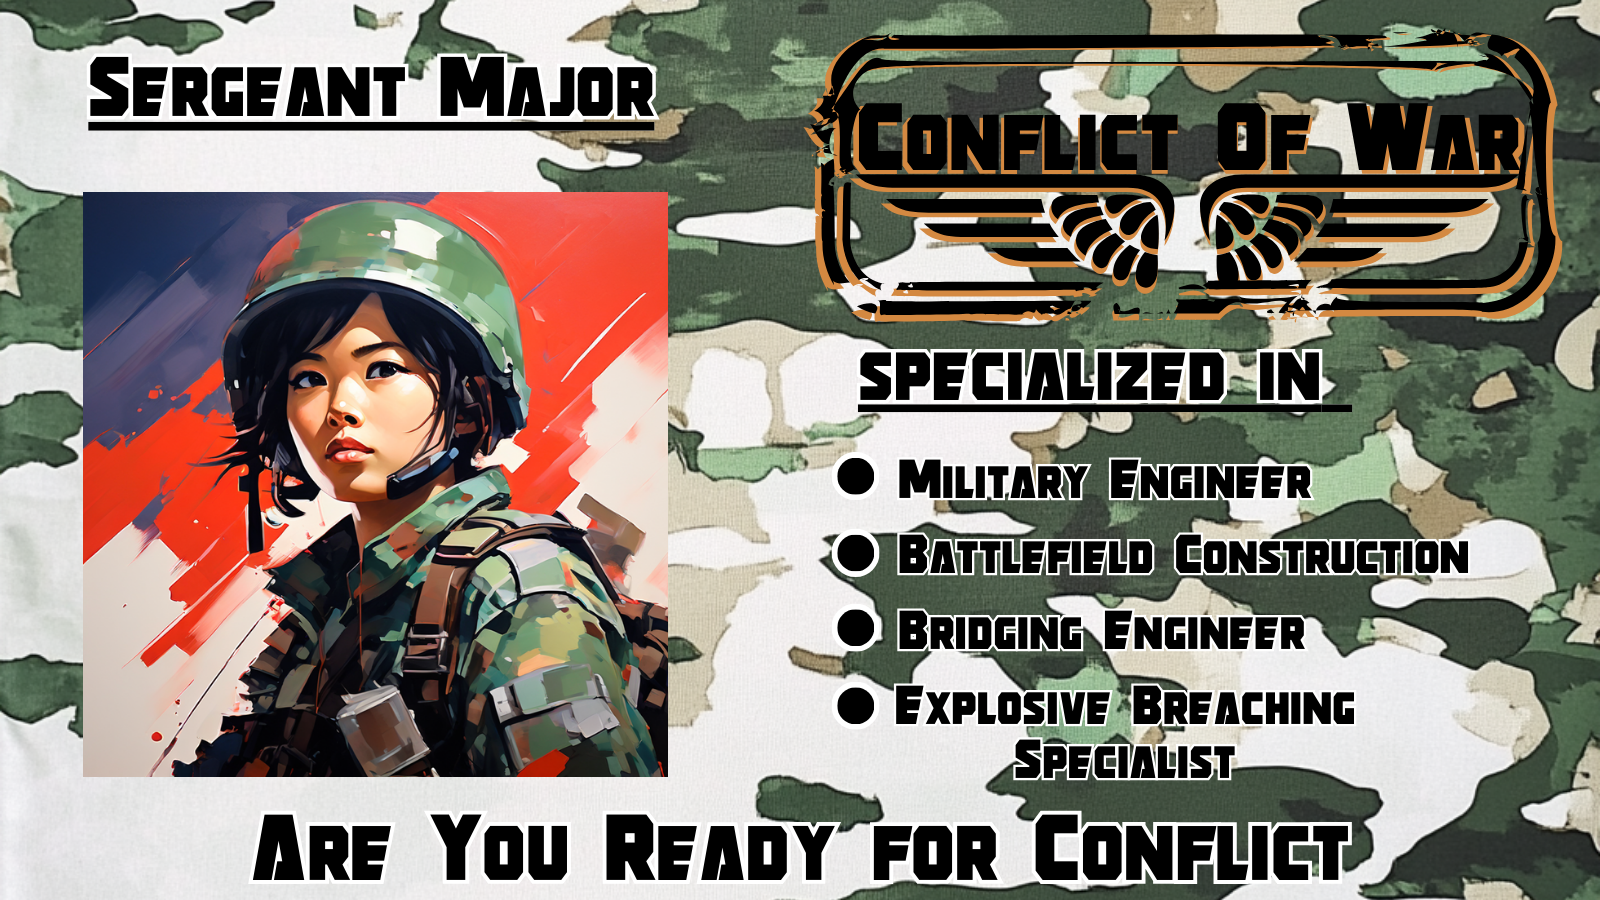 Sergeant Major
Conflict Of War
Specialized in
Military Engineer
Battlefield Construction
Bridging Engineer
Explosive Breaching
Specialist
Are You Ready for Conflict